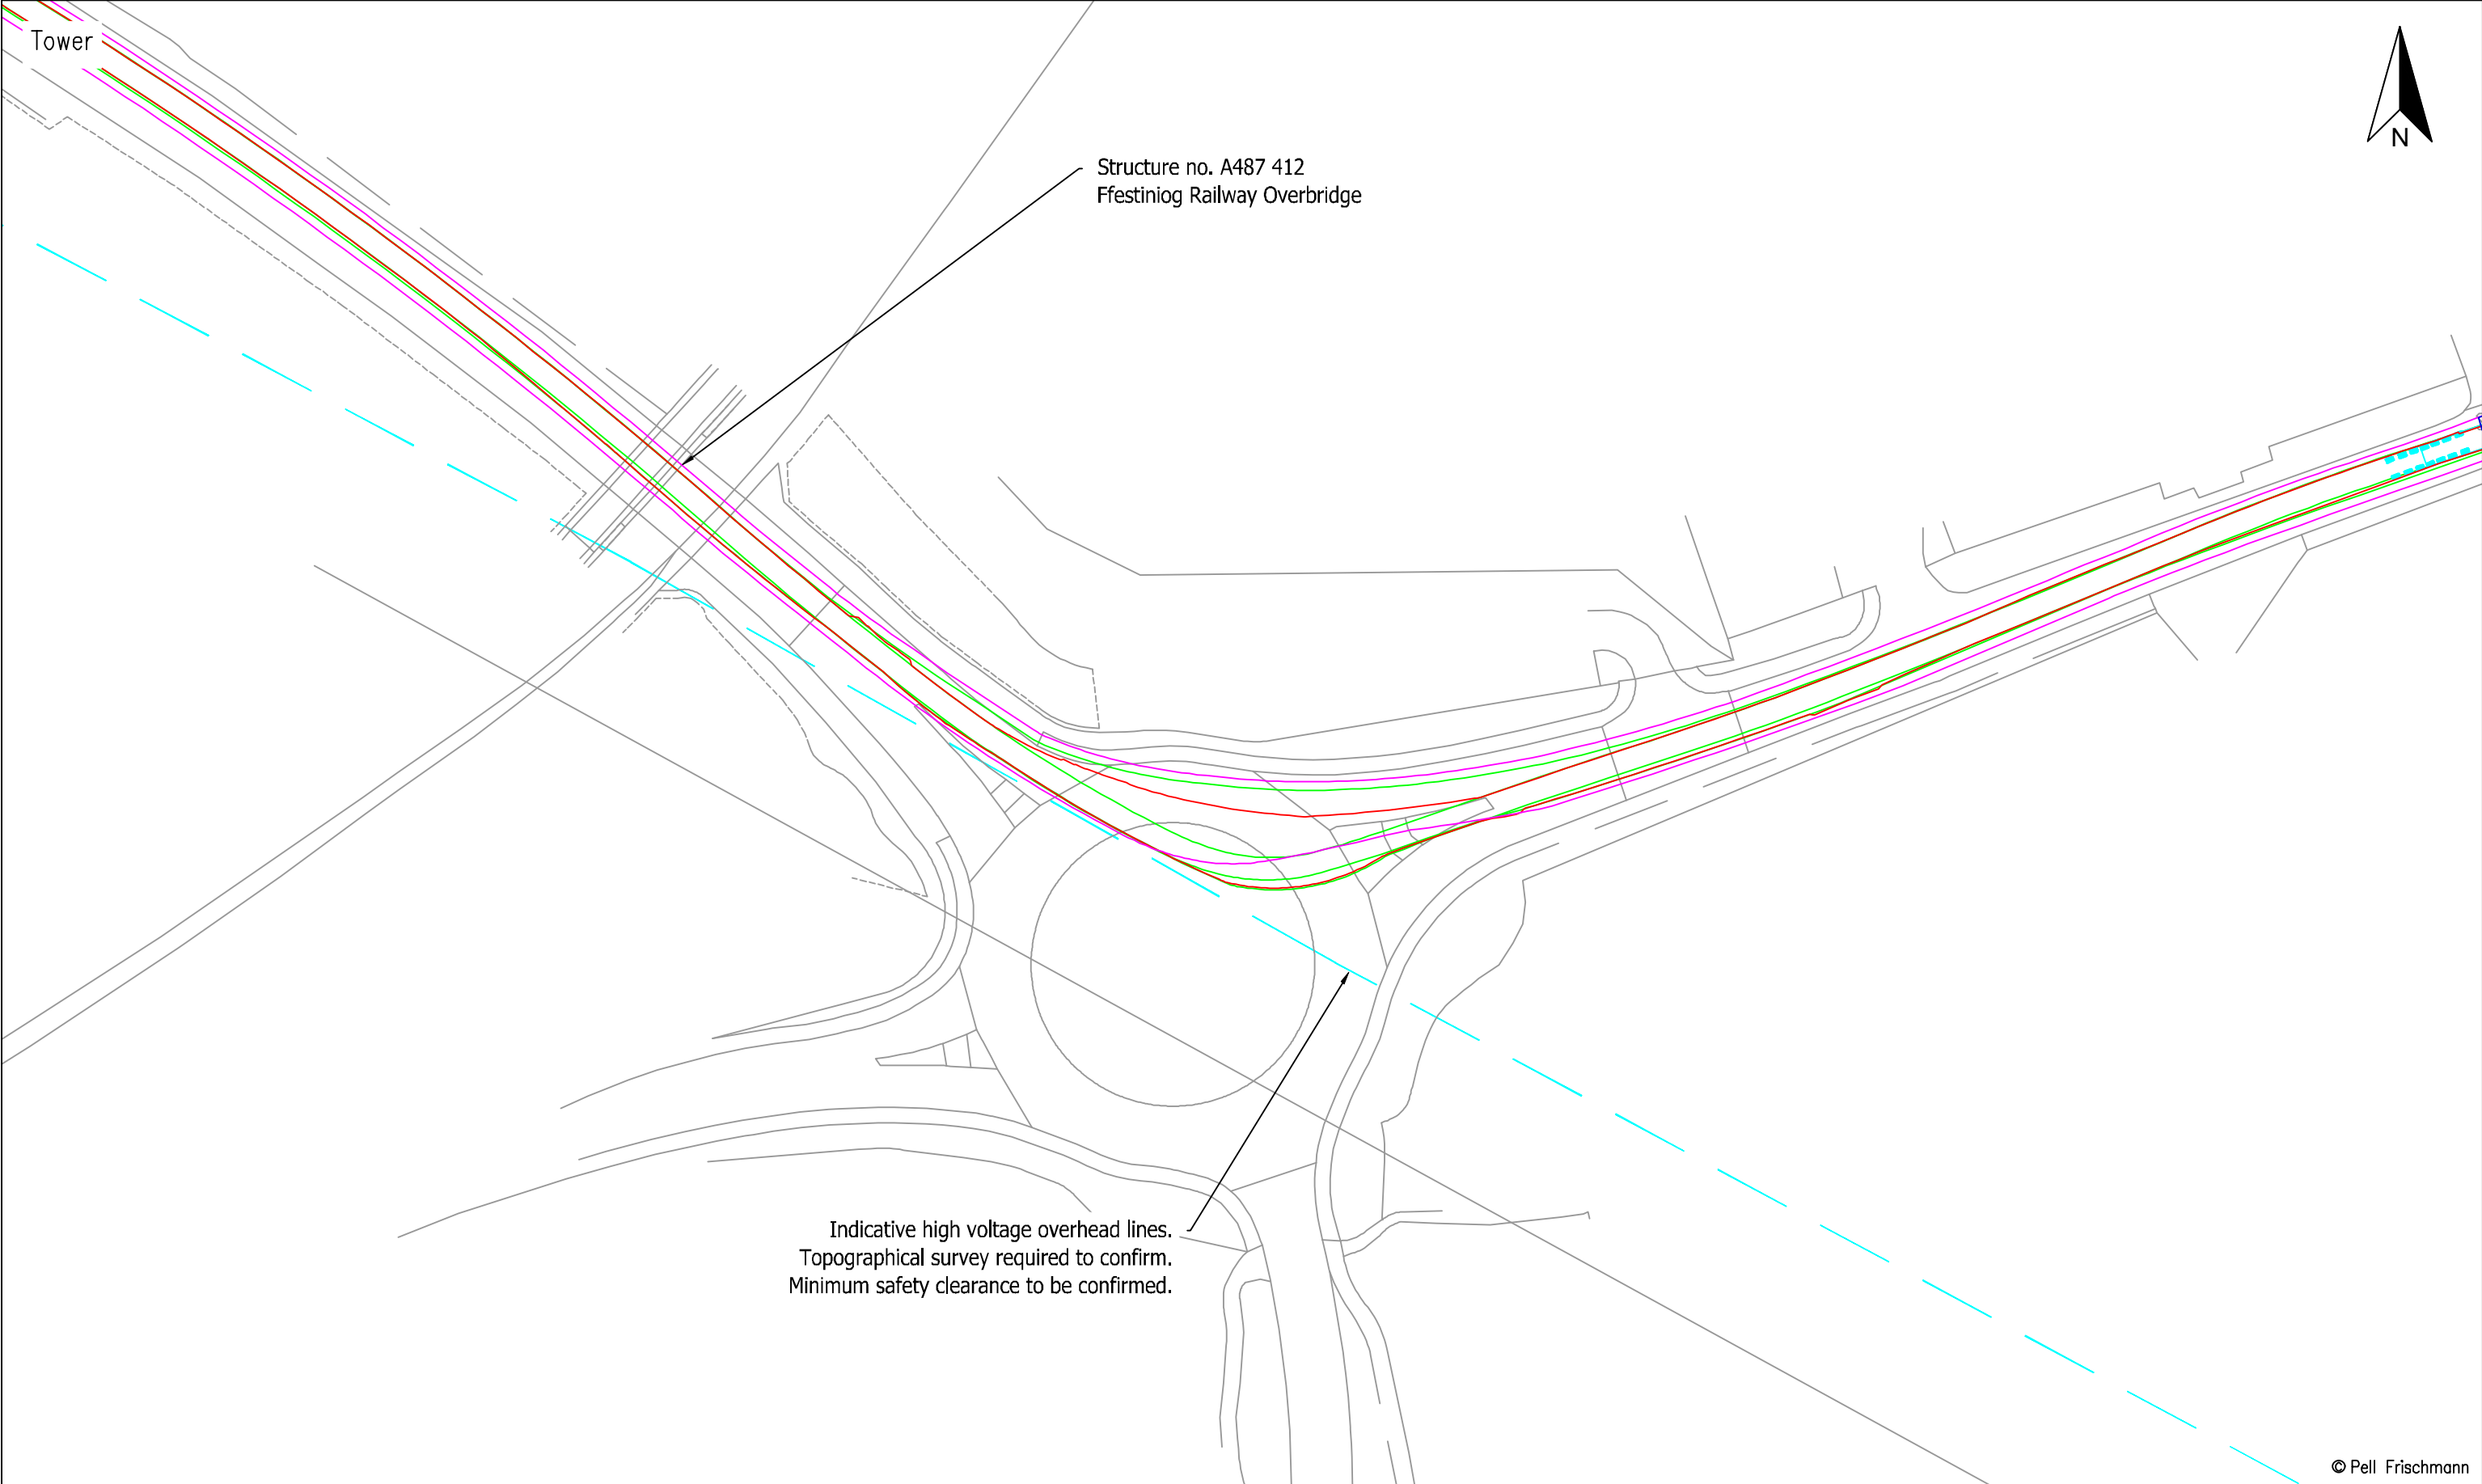 Tower
N
Structure no. A487 412
Ffestiniog Railway Overbridge
Indicative high voltage overhead lines.
Topographical survey required to confirm.
Minimum safety clearance to be confirmed.
© Pell Frischmann